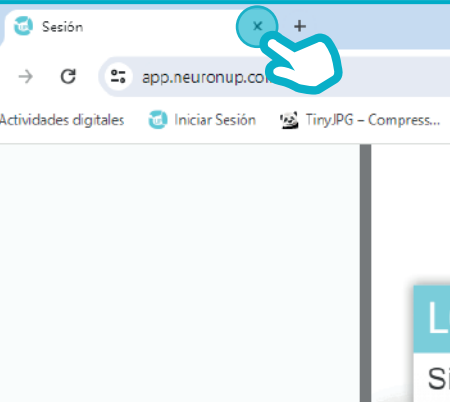 Sesión
app.neuronup.co
Actividades digitales Iniciar Sesión TinyJPG – Compress...
L
Si